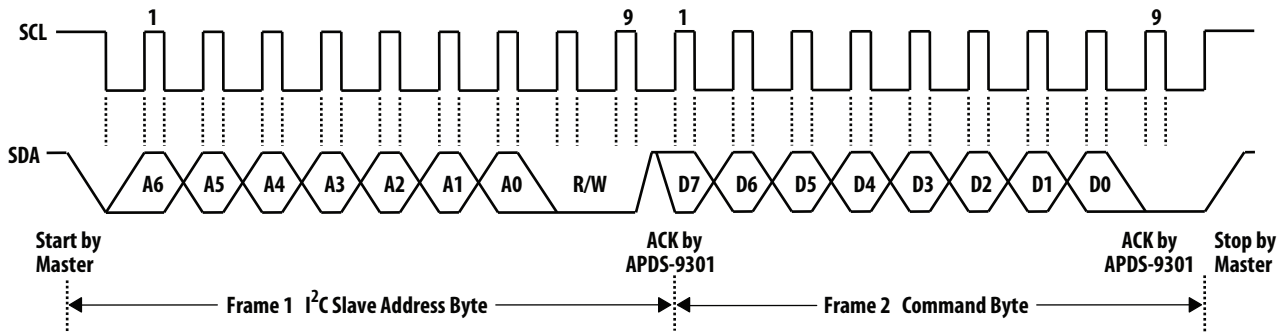 1 9 1 9
SCL
SDA A6 A5 A4 A3 A2 A1 A0 R/W D7 D6 D5 D4 D3 D2 D1 D0
Start by
Master
ACK by
APDS-9301
ACK by
APDS-9301
Stop by
Master
Frame 1 I²C Slave Address Byte
Frame 2 Command Byte